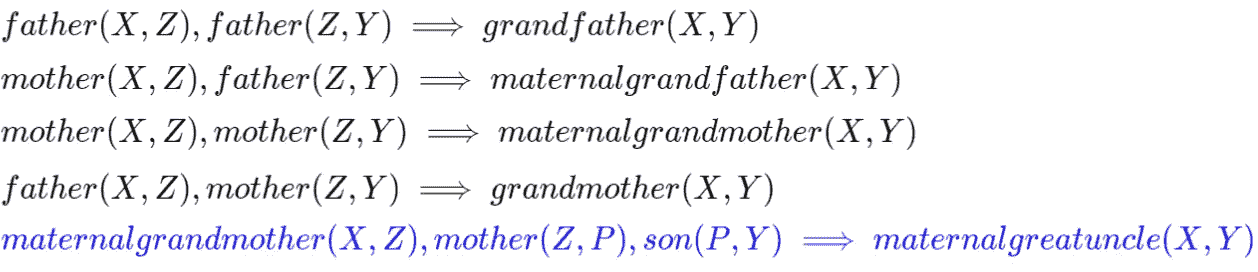 father(X, Z), father(Z, Y) ⟹ grandfather(X, Y)
mother(X, Z), father(Z, Y) ⟹ maternalgrandfather(X, Y)
mother(X, Z), mother(Z, Y) ⟹ maternalgrandmother(X, Y)
father(X, Z), mother(Z, Y) ⟹ grandmother(X, Y)
maternalgrandmother(X, Z), mother(Z, P), son(P, Y) ⟹ maternalgreatuncle(X, Y)